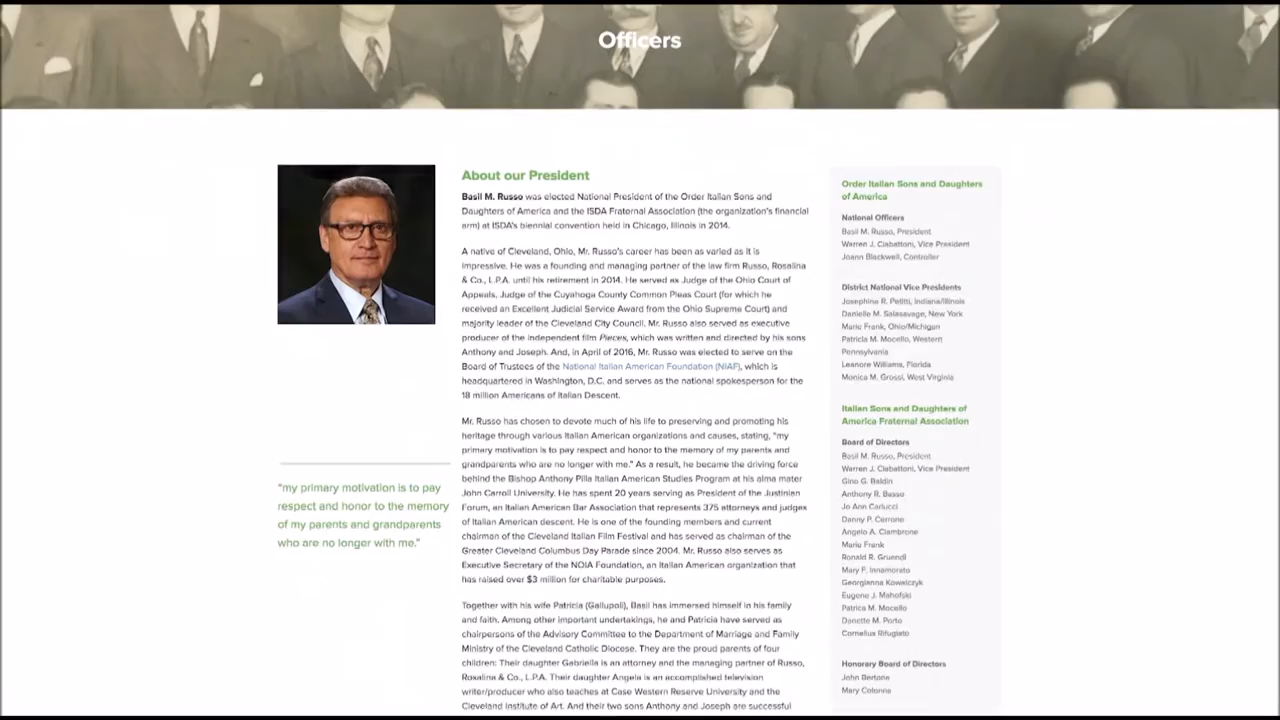 Officers
About our President
Basil M. Russo was elected National President of the Order Italian Sons and
Daughters of America and the ISDA Fraternal Association (the organization's financial
arm) at ISDA's biennial convention held in Chicago, Illinois in 2014.
A native of Cleveland, Ohio, Mr. Russo's career has been as varied as it is
impressive. He was a founding and managing partner of the law firm Russo, Rosalina
& Co., L.P.A. until his retirement in 2014. He served as Judge of the Ohio Court of
Appeals, Judge of the Cuyahoga County Common Pleas Court (for which he
received an Excellent Judicial Service Award from the Ohio Supreme Court) and
majority leader of the Cleveland City Council. Mr. Russo also served as executive
producer of the independent film Pieces, which was written and directed by his sons
Anthony and Joseph. And, in April of 2016, Mr. Russo was elected to serve on the
Board of Trustees of the National Italian American Foundation (NIAF), which is
headquartered in Washington, D.C. and serves as the national spokesperson for the
18 million Americans of Italian Descent.
Mr. Russo has chosen to devote much of his life to preserving and promoting his
heritage through various Italian American organizations and causes, stating, "my
primary motivation is to pay respect and honor to the memory of my parents and
grandparents who are no longer with me." As a result, he became the driving force
behind the Bishop Anthony Pilla Italian American Studies Program at his alma mater
John Carroll University. He has spent 20 years serving as President of the Justinian
Forum, an Italian American Bar Association that represents 375 attorneys and judges
of Italian American descent. He is one of the founding members and current
chairman of the Cleveland Italian Film Festival and has served as chairman of the
Greater Cleveland Columbus Day Parade since 2004. Mr. Russo also serves as
Executive Secretary of the NOIA Foundation, an Italian American organization that
has raised over $3 million for charitable purposes.
Together with his wife Patricia (Gallupoli), Basil has immersed himself in his family
and faith. Among other important undertakings, he and Patricia have served as
chairpersons of the Advisory Committee to the Department of Marriage and Family
Ministry of the Cleveland Catholic Diocese. They are the proud parents of four
children: Their daughter Gabriella is an attorney and the managing partner of Russo,
Rosalina & Co., L.P.A. Their daughter Angela is an accomplished television
writer/producer who also teaches at Case Western Reserve University and the
Cleveland Institute of Art. And their two sons Anthony and Joseph are successful
"my primary motivation is to pay
respect and honor to the memory
of my parents and grandparents
who are no longer with me."
Order Italian Sons and Daughters
of America
National Officers
Basil M. Russo, President
Warren J. Ciabattoni, Vice President
Joann Blackwell, Controller
District National Vice Presidents
Josephine R. Petitti, Indiana/Illinois
Danielle M. Salasavage, New York
Marie Frank, Ohio/Michigan
Patricia M. Mocello, Western
Pennsylvania
Leanore Williams, Florida
Monica M. Grossi, West Virginia
Italian Sons and Daughters of
America Fraternal Association
Board of Directors
Basil M. Russo, President
Warren J. Ciabattoni, Vice President
Gino G. Baldin
Anthony R. Basso
Jo Ann Carlucci
Danny P. Cerrone
Angelo A. Ciambrone
Marie Frank
Ronald R. Gruendl
Mary P. Innamorato
Georgianna Kowalczyk
Eugene J. Mahofski
Patrica M. Mocello
Danette M. Porto
Cornelius Rifugiato
Honorary Board of Directors
John Bertone
Mary Colonna